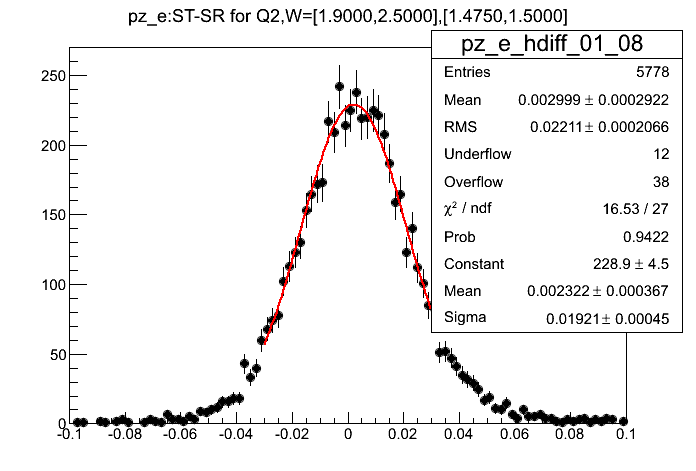 pz_e:ST-SR for Q2,W=[1.9000,2.5000],[1.4750,1.5000]
pz_e_hdiff_01_08
Entries 5778
Mean 0.002999 ± 0.0002922
RMS 0.02211 ± 0.0002066
Underflow 12
Overflow 38
χ² / ndf 16.53 / 27
Prob 0.9422
Constant 228.9 ± 4.5
Mean 0.002322 ± 0.000367
Sigma 0.01921 ± 0.00045
250
200
150
100
50
0
-0.1 -0.08 -0.06 -0.04 -0.02 0 0.02 0.04 0.06 0.08 0.1